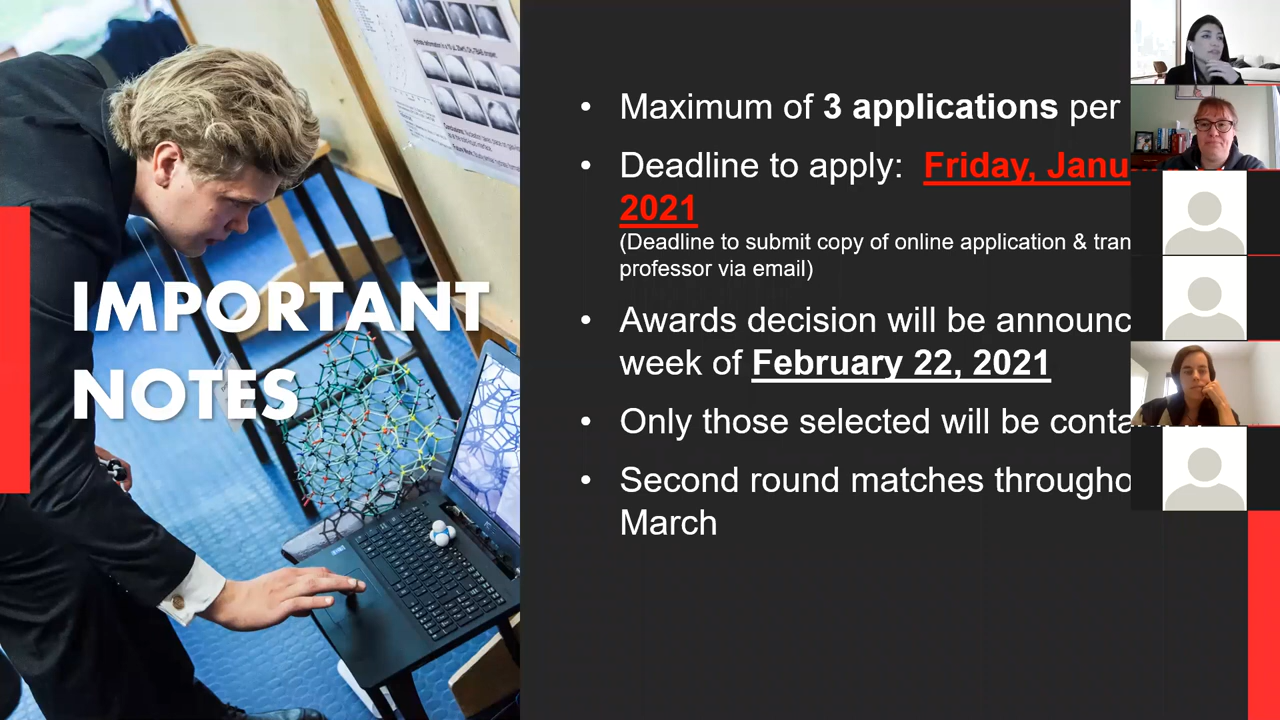 IMPORTANT
NOTES
• Maximum of 3 applications per
• Deadline to apply: Friday,
2021
(Deadline to submit copy of online application &
professor via email)
• Awards decision will be
week of February 22, 2021
• Only those selected will be
• Second round matches
March